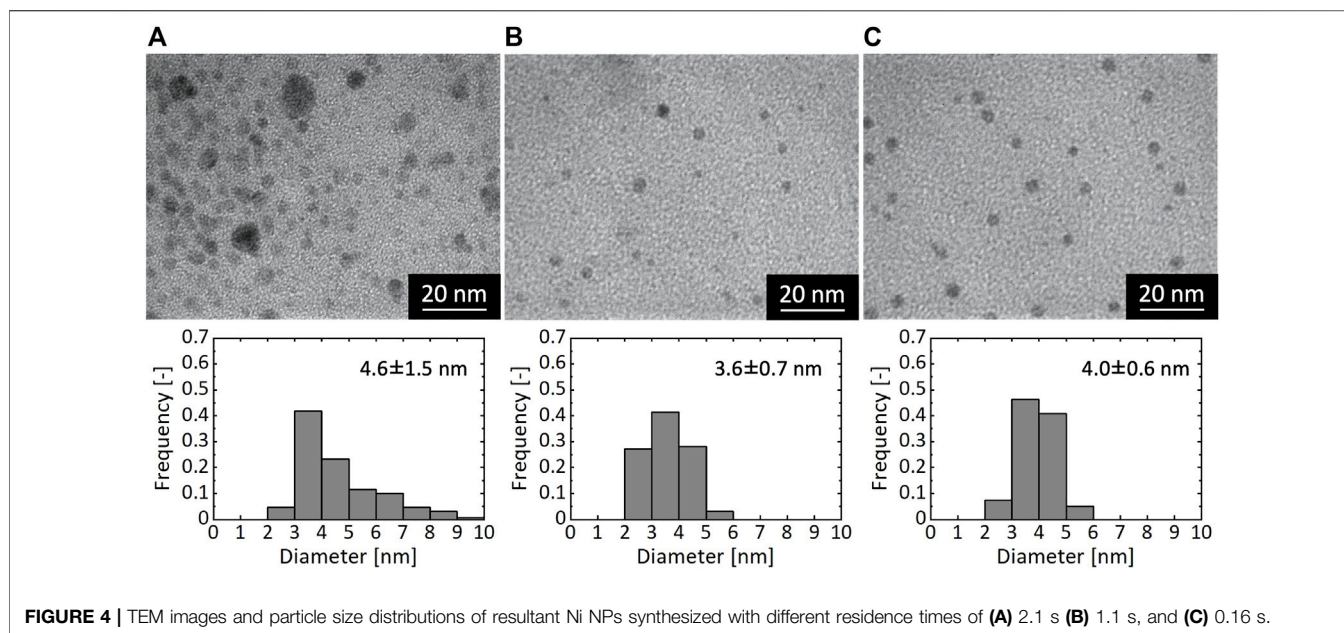 A
B
C
20 nm
20 nm
20 nm
0.7
0.6
0.5
0.4
0.3
0.2
0.1
0
Frequency [-]
4.6±1.5 nm
0 1 2 3 4 5 6 7 8 9 10
Diameter [nm]
0.7
0.6
0.5
0.4
0.3
0.2
0.1
0
Frequency [-]
3.6±0.7 nm
0 1 2 3 4 5 6 7 8 9 10
Diameter [nm]
0.7
0.6
0.5
0.4
0.3
0.2
0.1
0
Frequency [-]
4.0±0.6 nm
0 1 2 3 4 5 6 7 8 9 10
Diameter [nm]
FIGURE 4 | TEM images and particle size distributions of resultant Ni NPs synthesized with different residence times of (A) 2.1 s (B) 1.1 s, and (C) 0.16 s.